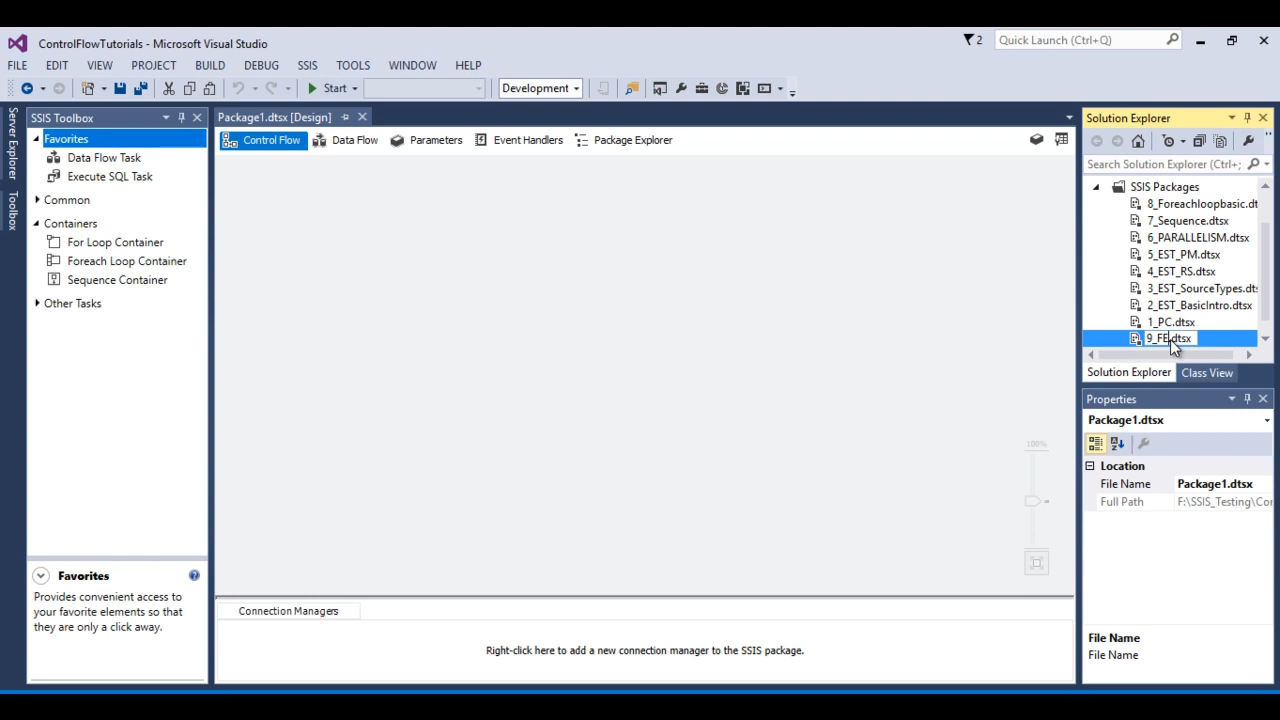 ControlFlowTutorials - Microsoft Visual Studio
2
Quick Launch (Ctrl+Q)
FILE EDIT VIEW PROJECT BUILD DEBUG SSIS TOOLS WINDOW HELP
Start
Development
Server Explorer
Toolbox
SSIS Toolbox
Favorites
Data Flow Task
Execute SQL Task
Common
Containers
For Loop Container
Foreach Loop Container
Sequence Container
Other Tasks
Favorites
Provides convenient access to
your favorite elements so that
they are only a click away.
Package1.dtsx [Design]
Control Flow Data Flow Parameters Event Handlers Package Explorer
100%
Connection Managers
Right-click here to add a new connection manager to the SSIS package.
Solution Explorer
Search Solution Explorer (Ctrl+;
SSIS Packages
8_Foreachloopbasic.dt
7_Sequence.dtsx
6_PARALLELISM.dtsx
5_EST_PM.dtsx
4_EST_RS.dtsx
3_EST_SourceTypes.dts
2_EST_BasicIntro.dtsx
1_PC.dtsx
9_FE.dtsx
Solution Explorer Class View
Properties
Package1.dtsx
Location
File Name Package1.dtsx
Full Path F:\SSIS_Testing\Con
File Name
File Name